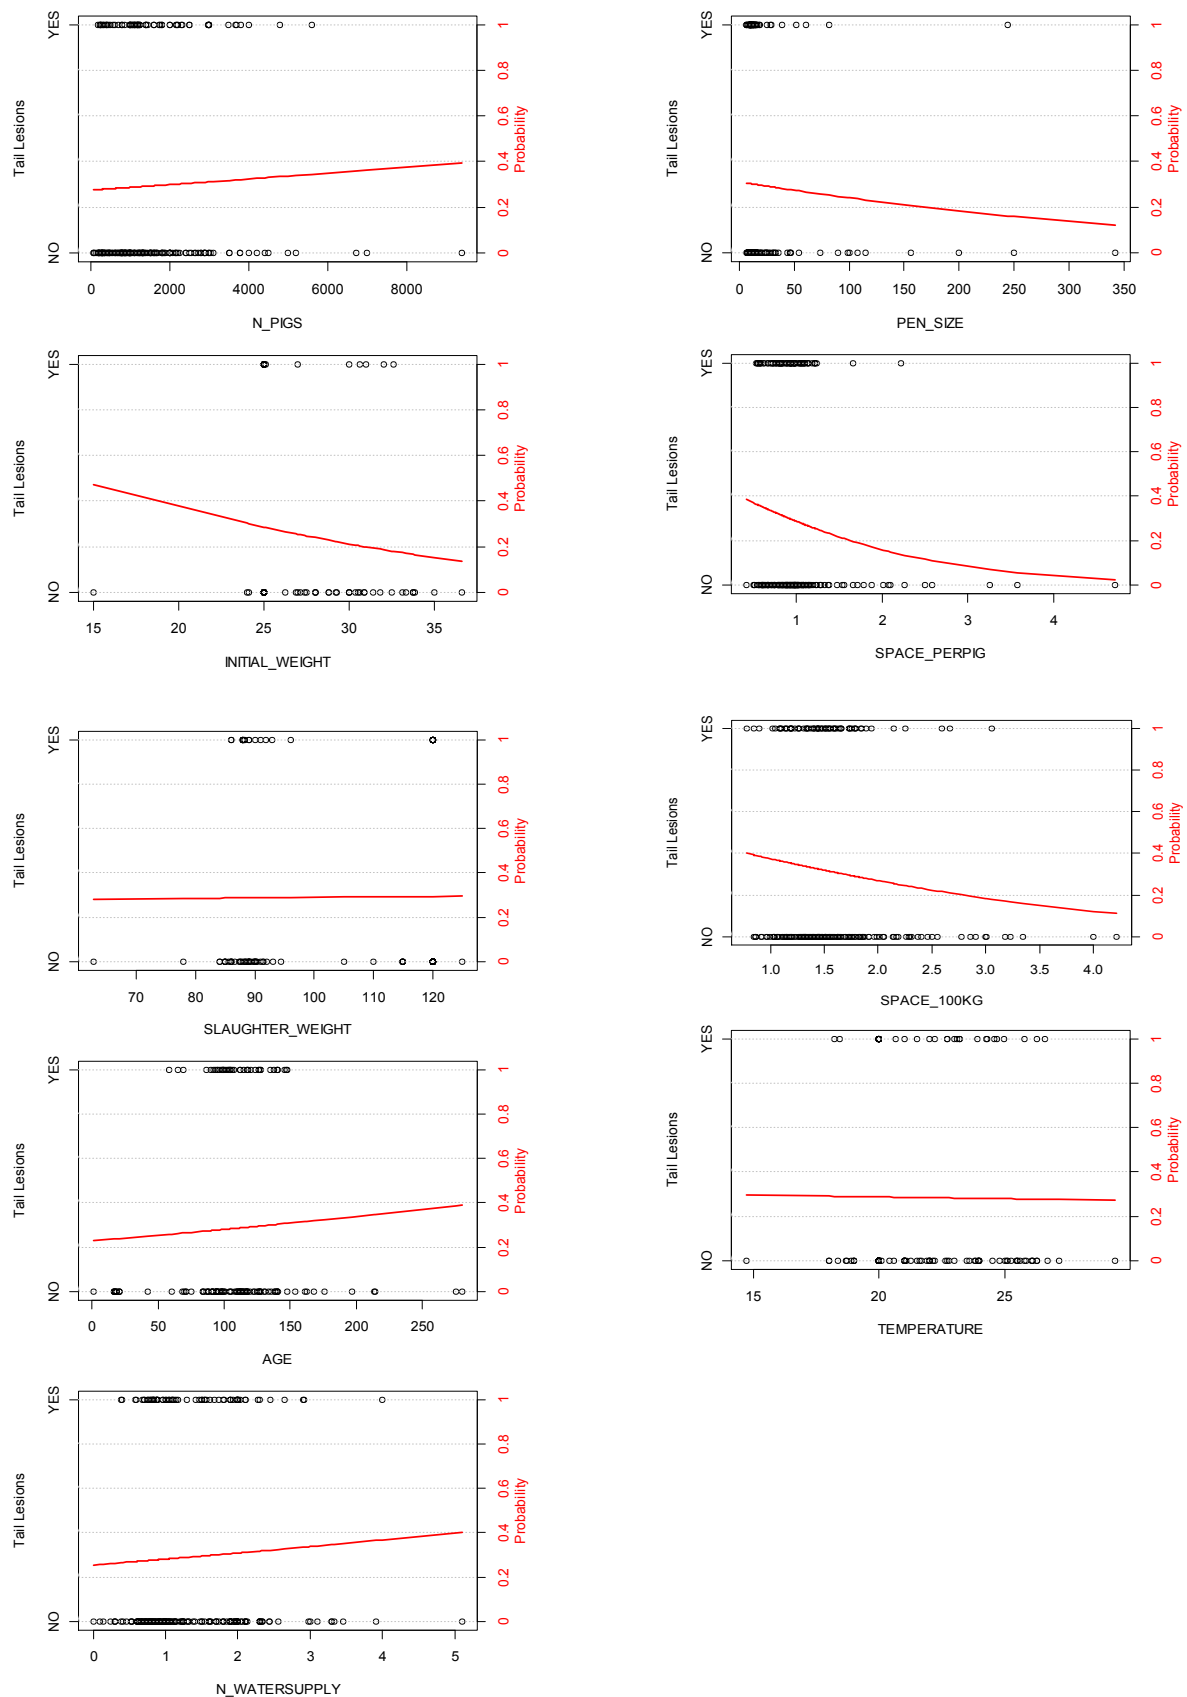 YES
NO
Tail Lesions
0
0.2
0.4
0.6
0.8
1
Probability
0 2000 4000 6000 8000
N_PIGS
YES
NO
Tail Lesions
0
0.2
0.4
0.6
0.8
1
Probability
0 50 100 150 200 250 300 350
PEN_SIZE
YES
NO
Tail Lesions
0
0.2
0.4
0.6
0.8
1
Probability
15 20 25 30 35
INITIAL_WEIGHT
YES
NO
Tail Lesions
0
0.2
0.4
0.6
0.8
1
Probability
1 2 3 4
SPACE_PERPIG
YES
NO
Tail Lesions
0
0.2
0.4
0.6
0.8
1
Probability
70 80 90 100 110 120
SLAUGHTER_WEIGHT
YES
NO
Tail Lesions
0
0.2
0.4
0.6
0.8
1
Probability
1.0 1.5 2.0 2.5 3.0 3.5 4.0
SPACE_100KG
YES
NO
Tail Lesions
0
0.2
0.4
0.6
0.8
1
Probability
0 50 100 150 200 250
AGE
YES
NO
Tail Lesions
0
0.2
0.4
0.6
0.8
1
Probability
15 20 25
TEMPERATURE
YES
NO
Tail Lesions
0
0.2
0.4
0.6
0.8
1
Probability
0 1 2 3 4 5
N_WATERSUPPLY